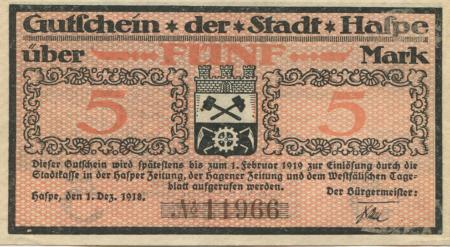 Gutschein * der * Stadt * Haspe
über FÜNF Mark
5 5
Dieser Gutschein wird spätestens bis zum 1. Februar 1919 zur Einlösung durch die
Stadtkasse in der Hasper Zeitung, der Hagener Zeitung und dem Westfälischen Tage-
blatt aufgerufen werden.
Der Bürgermeister:
Haspe, den 1. Dez. 1918.
№ 11966